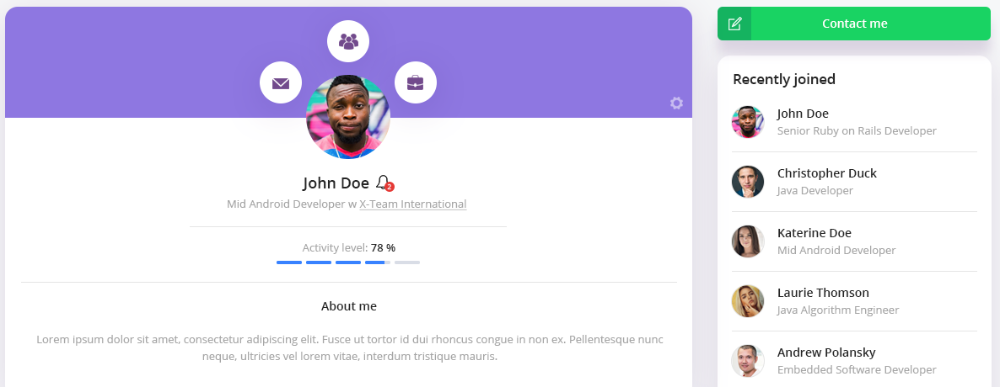 John Doe
2
Mid Android Developer w X-Team International
Activity level: 78 %
About me
Lorem ipsum dolor sit amet, consectetur adipiscing elit. Fusce ut tortor id dui rhoncus congue in non ex. Pellentesque nunc
neque, ultricies vel lorem vitae, interdum tristique mauris.
Contact me
Recently joined
John Doe
Senior Ruby on Rails Developer
Christopher Duck
Java Developer
Katerine Doe
Mid Android Developer
Laurie Thomson
Java Algorithm Engineer
Andrew Polansky
Embedded Software Developer